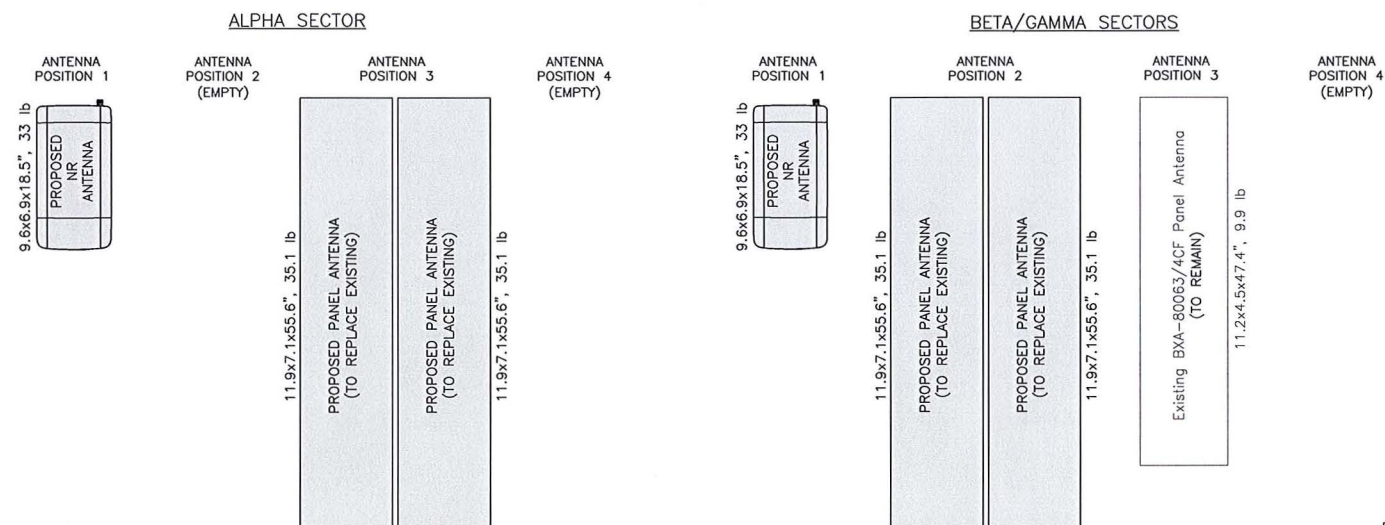 ALPHA SECTOR
ANTENNA
POSITION 1
ANTENNA
POSITION 2
(EMPTY)
ANTENNA
POSITION 3
ANTENNA
POSITION 4
(EMPTY)
9.6x6.9x18.5", 33 lb
PROPOSED
NR
ANTENNA
11.9x7.1x55.6", 35.1 lb
PROPOSED PANEL ANTENNA
(TO REPLACE EXISTING)
PROPOSED PANEL ANTENNA
(TO REPLACE EXISTING)
11.9x7.1x55.6", 35.1 lb
BETA/GAMMA SECTORS
ANTENNA
POSITION 1
ANTENNA
POSITION 2
ANTENNA
POSITION 3
ANTENNA
POSITION 4
(EMPTY)
9.6x6.9x18.5", 33 lb
PROPOSED
NR
ANTENNA
11.9x7.1x55.6", 35.1 lb
PROPOSED PANEL ANTENNA
(TO REPLACE EXISTING)
PROPOSED PANEL ANTENNA
(TO REPLACE EXISTING)
11.9x7.1x55.6", 35.1 lb
Existing BXA-80063/4CF Panel Antenna
(TO REMAIN)
11.2x4.5x47.4", 9.9 lb